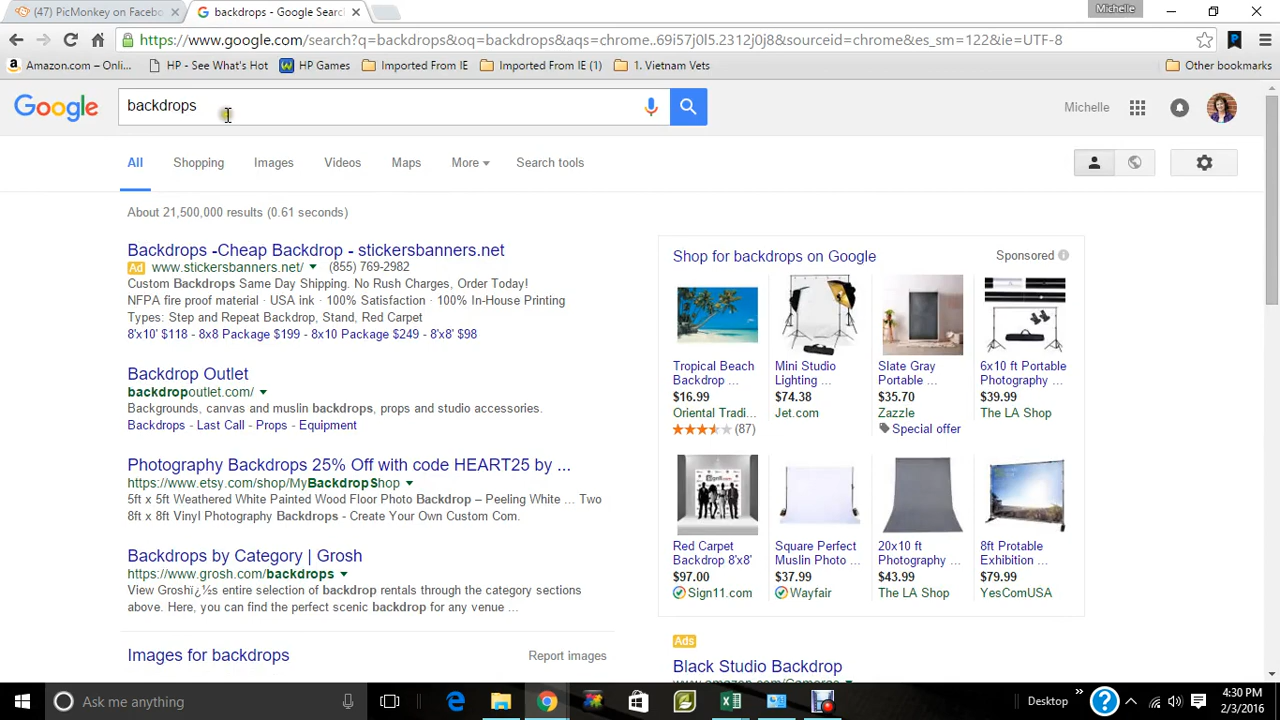 (47) PicMonkey on Facebo
backdrops - Google Searc
Michelle
https://www.google.com/search?q=backdrops&oq=backdrops&aqs=chrome..69i57j0l5.2312j0j8&sourceid=chrome&es_sm=122&ie=UTF-8
Amazon.com – Onli...
HP - See What's Hot
HP Games
Imported From IE
Imported From IE (1)
1. Vietnam Vets
Other bookmarks
Google
backdrops
Michelle
All
Shopping
Images
Videos
Maps
More
Search tools
About 21,500,000 results (0.61 seconds)
Backdrops -Cheap Backdrop - stickersbanners.net
Ad www.stickersbanners.net/ (855) 769-2982
Custom Backdrops Same Day Shipping. No Rush Charges, Order Today!
NFPA fire proof material · USA ink · 100% Satisfaction · 100% In-House Printing
Types: Step and Repeat Backdrop, Stand, Red Carpet
8'x10' $118 - 8x8 Package $199 - 8x10 Package $249 - 8'x8' $98
Backdrop Outlet
backdropoutlet.com/
Backgrounds, canvas and muslin backdrops, props and studio accessories.
Backdrops - Last Call - Props - Equipment
Photography Backdrops 25% Off with code HEART25 by ...
https://www.etsy.com/shop/MyBackdropShop
5ft x 5ft Weathered White Painted Wood Floor Photo Backdrop – Peeling White ... Two
8ft x 8ft Vinyl Photography Backdrops - Create Your Own Custom Com.
Backdrops by Category | Grosh
https://www.grosh.com/backdrops
View Groshï¿½s entire selection of backdrop rentals through the category sections
above. Here, you can find the perfect scenic backdrop for any venue ...
Images for backdrops
Report images
Shop for backdrops on Google
Sponsored
Tropical Beach
Backdrop ...
$16.99
Oriental Tradi...
(87)
Mini Studio
Lighting ...
$74.38
Jet.com
Slate Gray
Portable ...
$35.70
Zazzle
Special offer
6x10 ft Portable
Photography ...
$39.99
The LA Shop
Red Carpet
Backdrop 8'x8'
$97.00
Sign11.com
Square Perfect
Muslin Photo ...
$37.99
Wayfair
20x10 ft
Photography ...
$43.99
The LA Shop
8ft Protable
Exhibition ...
$79.99
YesComUSA
Ads
Black Studio Backdrop
Ask me anything
Desktop
4:30 PM
2/3/2016